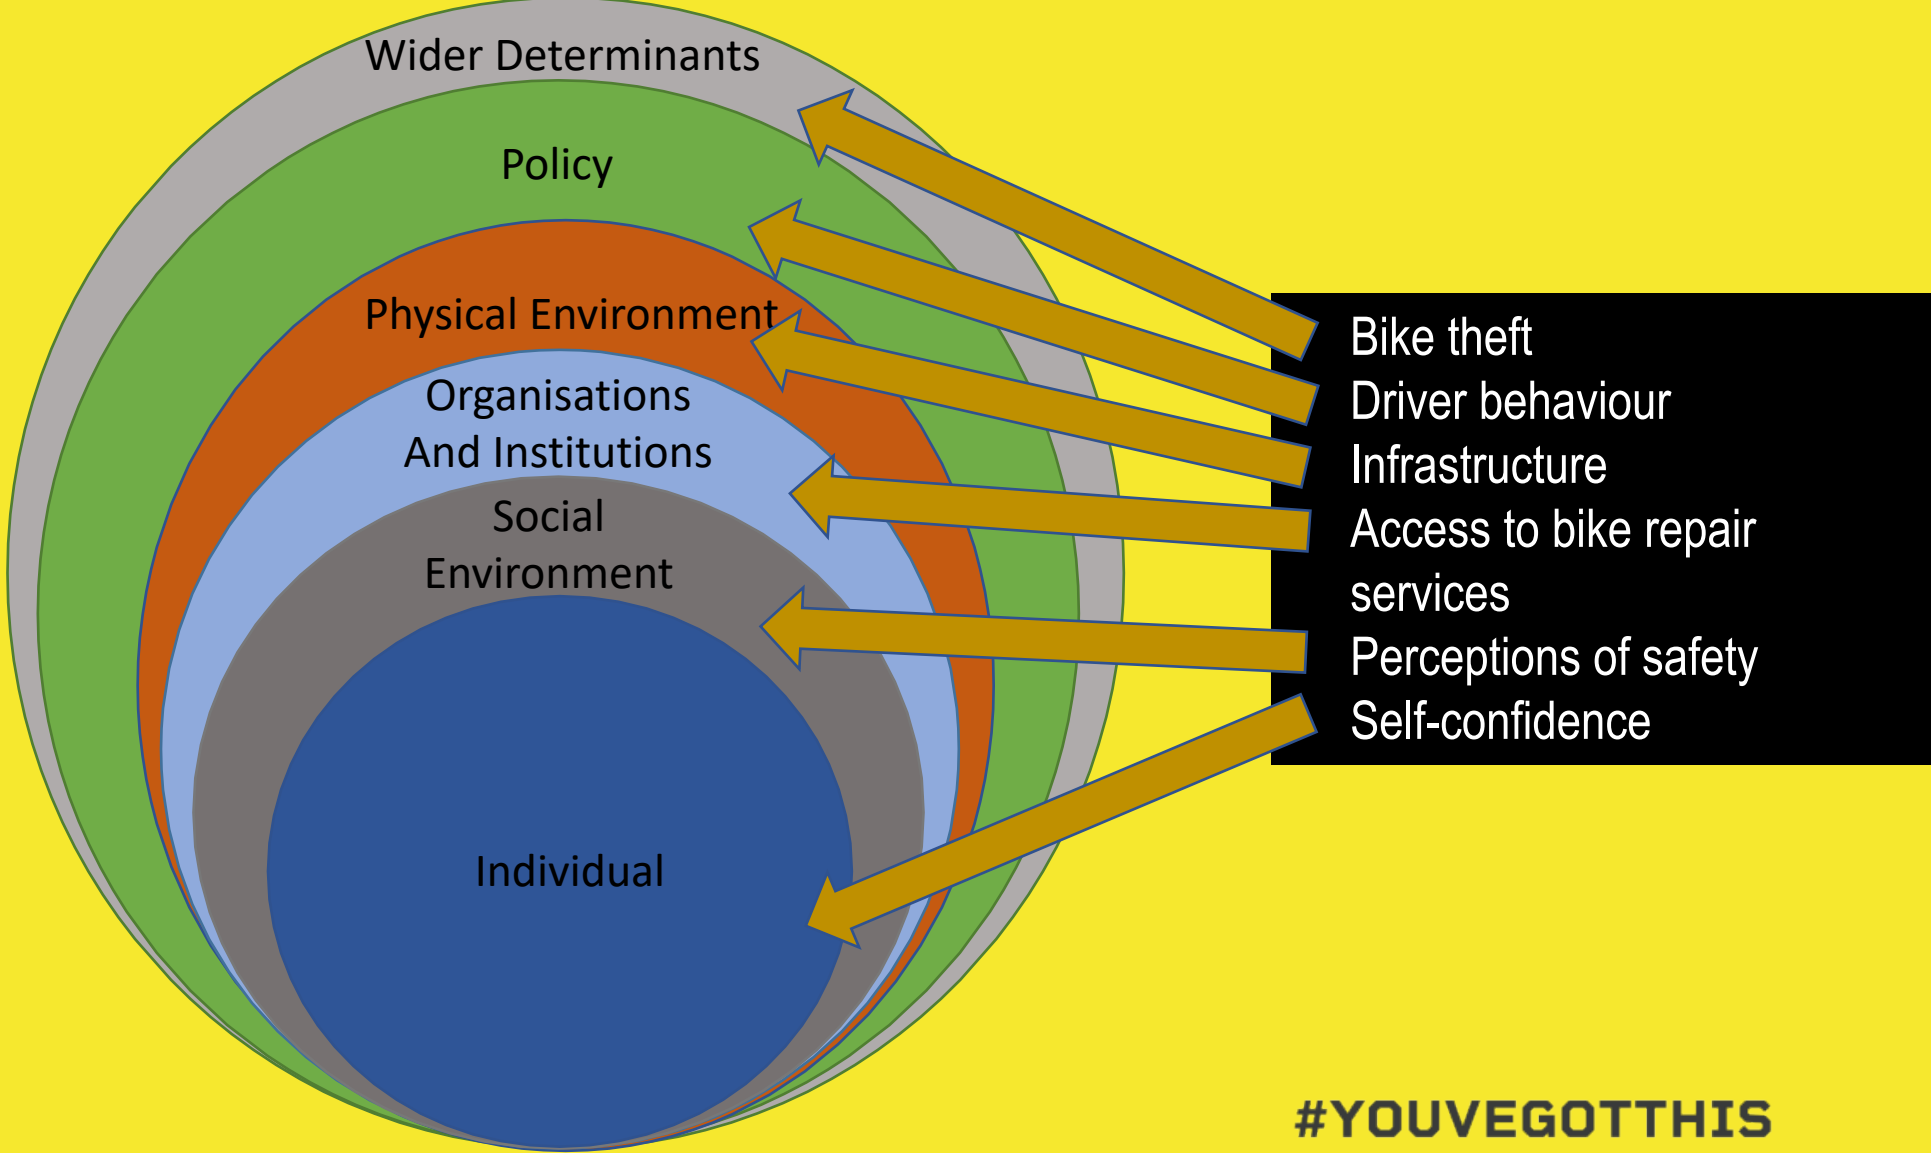 Wider Determinants
Policy
Physical Environment
Organisations
And Institutions
Social
Environment
Individual
Bike theft
Driver behaviour
Infrastructure
Access to bike repair
services
Perceptions of safety
Self-confidence
#YOUVEGOTTHIS